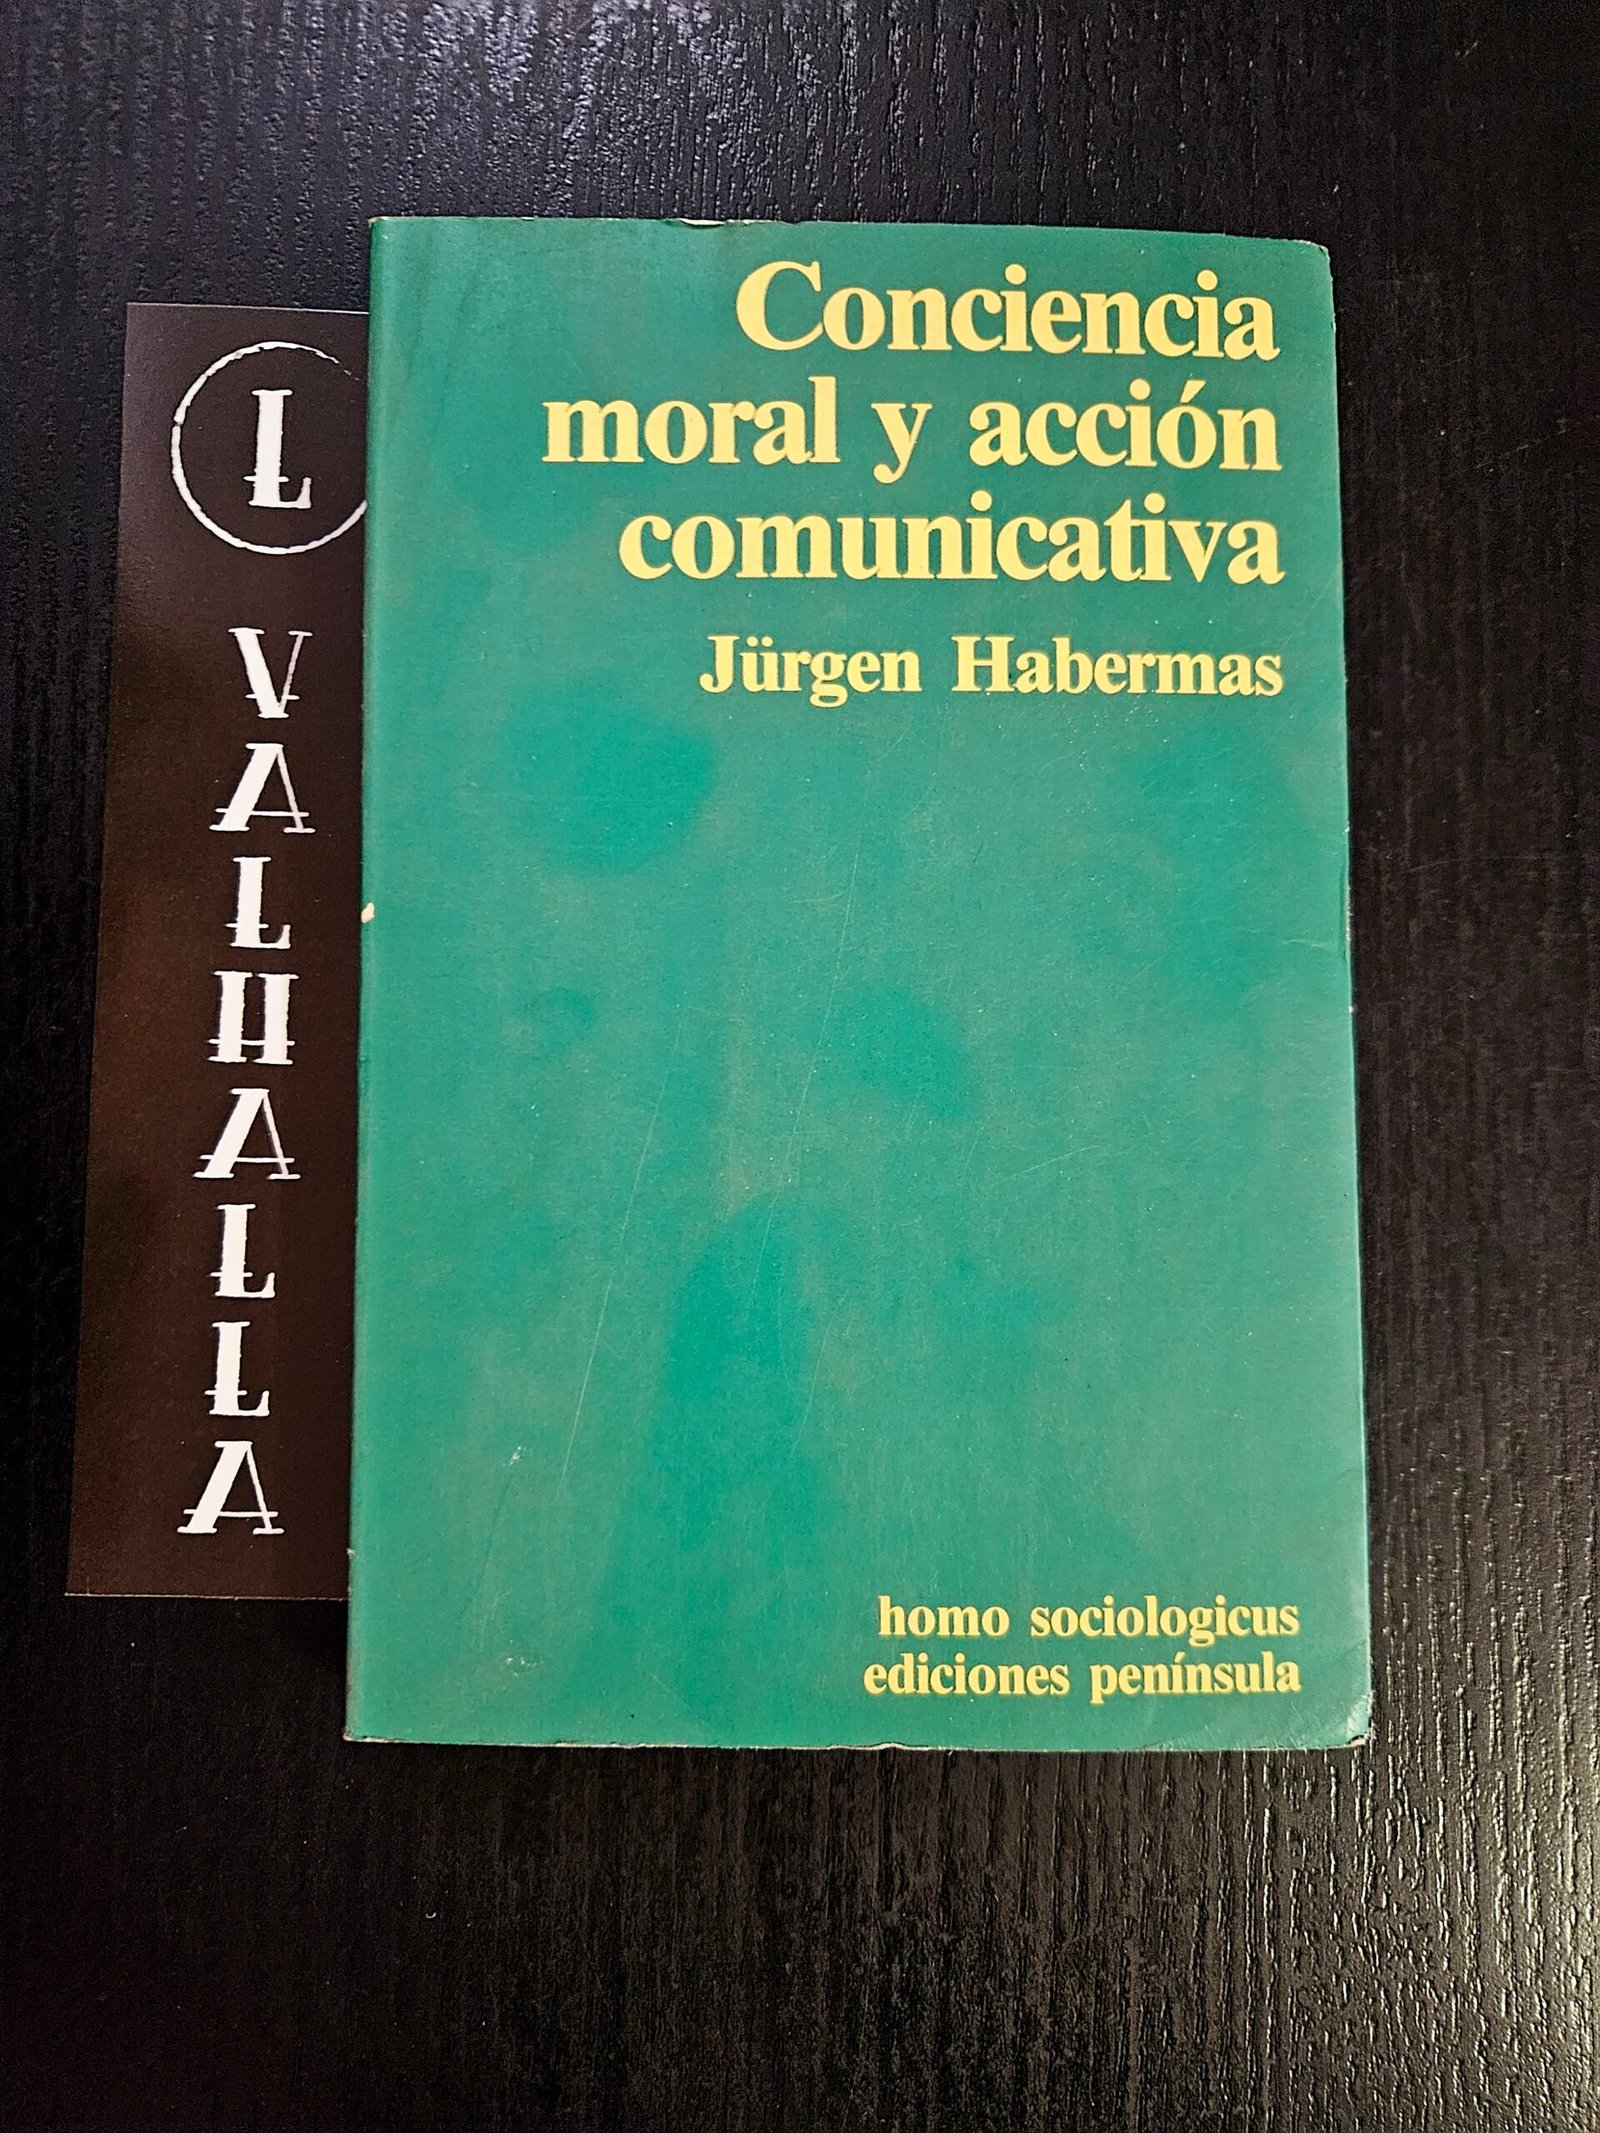 L
VALHALLA
Conciencia
moral y acción
comunicativa
Jürgen Habermas
homo sociologicus
ediciones península